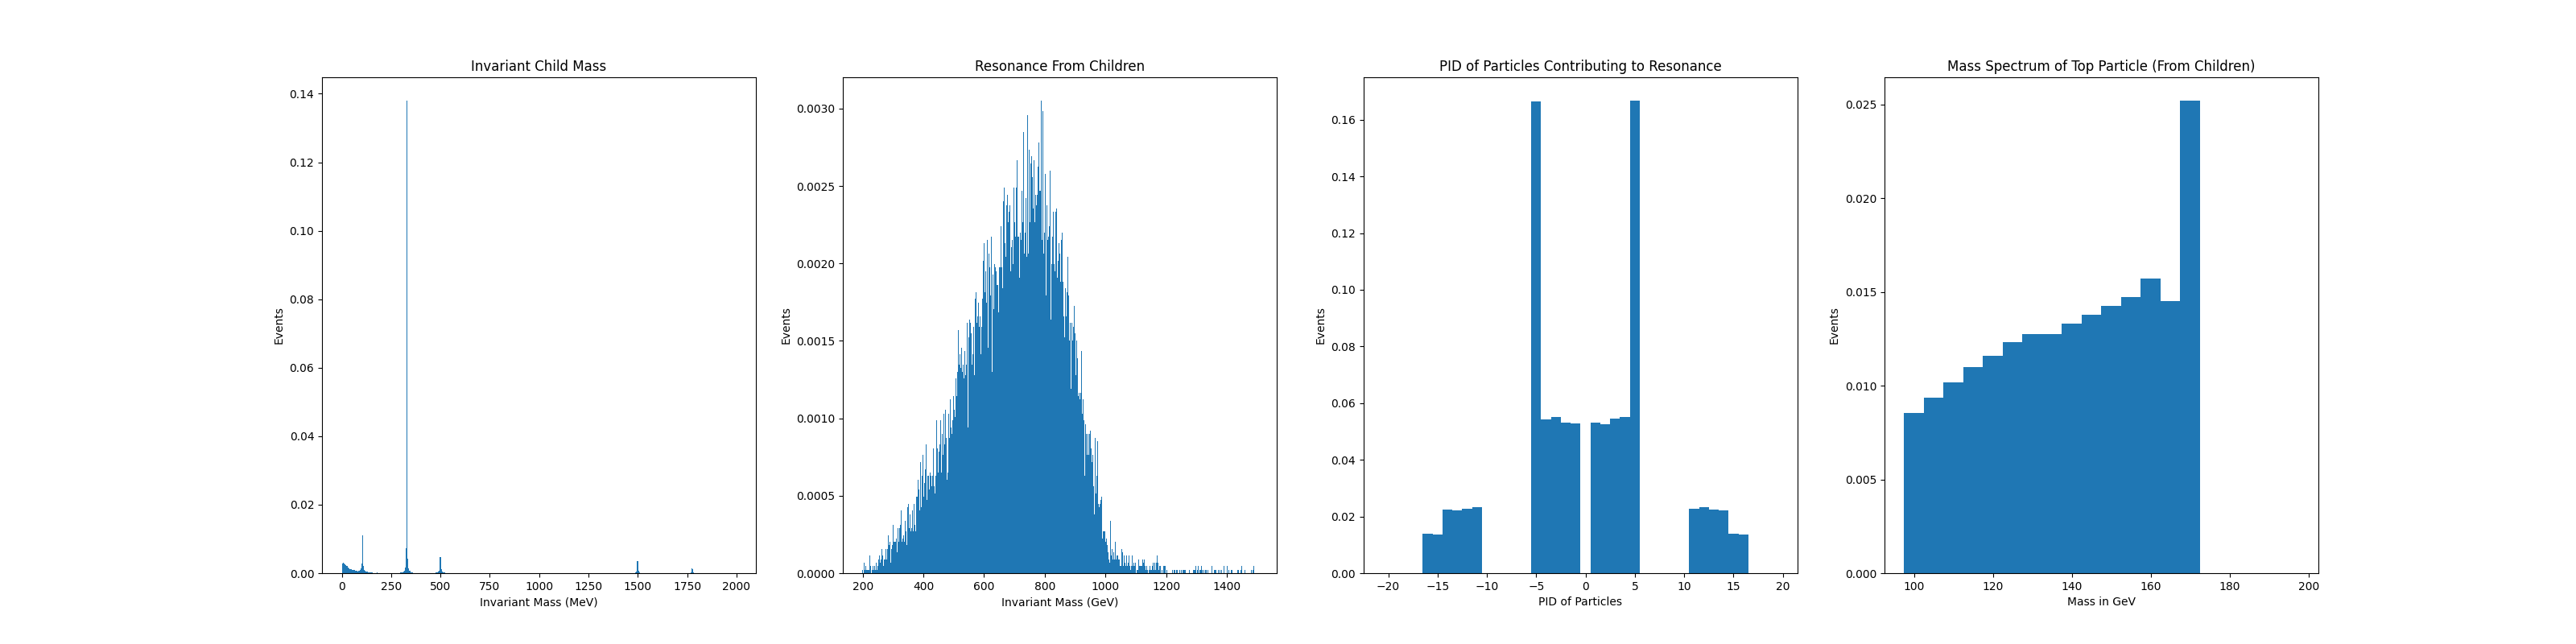 Invariant Child Mass
Events
0.14
0.12
0.10
0.08
0.06
0.04
0.02
0.00
0 250 500 750 1000 1250 1500 1750 2000
Invariant Mass (MeV)
Resonance From Children
Events
0.0030
0.0025
0.0020
0.0015
0.0010
0.0005
0.0000
200 400 600 800 1000 1200 1400
Invariant Mass (GeV)
PID of Particles Contributing to Resonance
Events
0.16
0.14
0.12
0.10
0.08
0.06
0.04
0.02
0.00
−20 −15 −10 −5 0 5 10 15 20
PID of Particles
Mass Spectrum of Top Particle (From Children)
Events
0.025
0.020
0.015
0.010
0.005
0.000
100 120 140 160 180 200
Mass in GeV